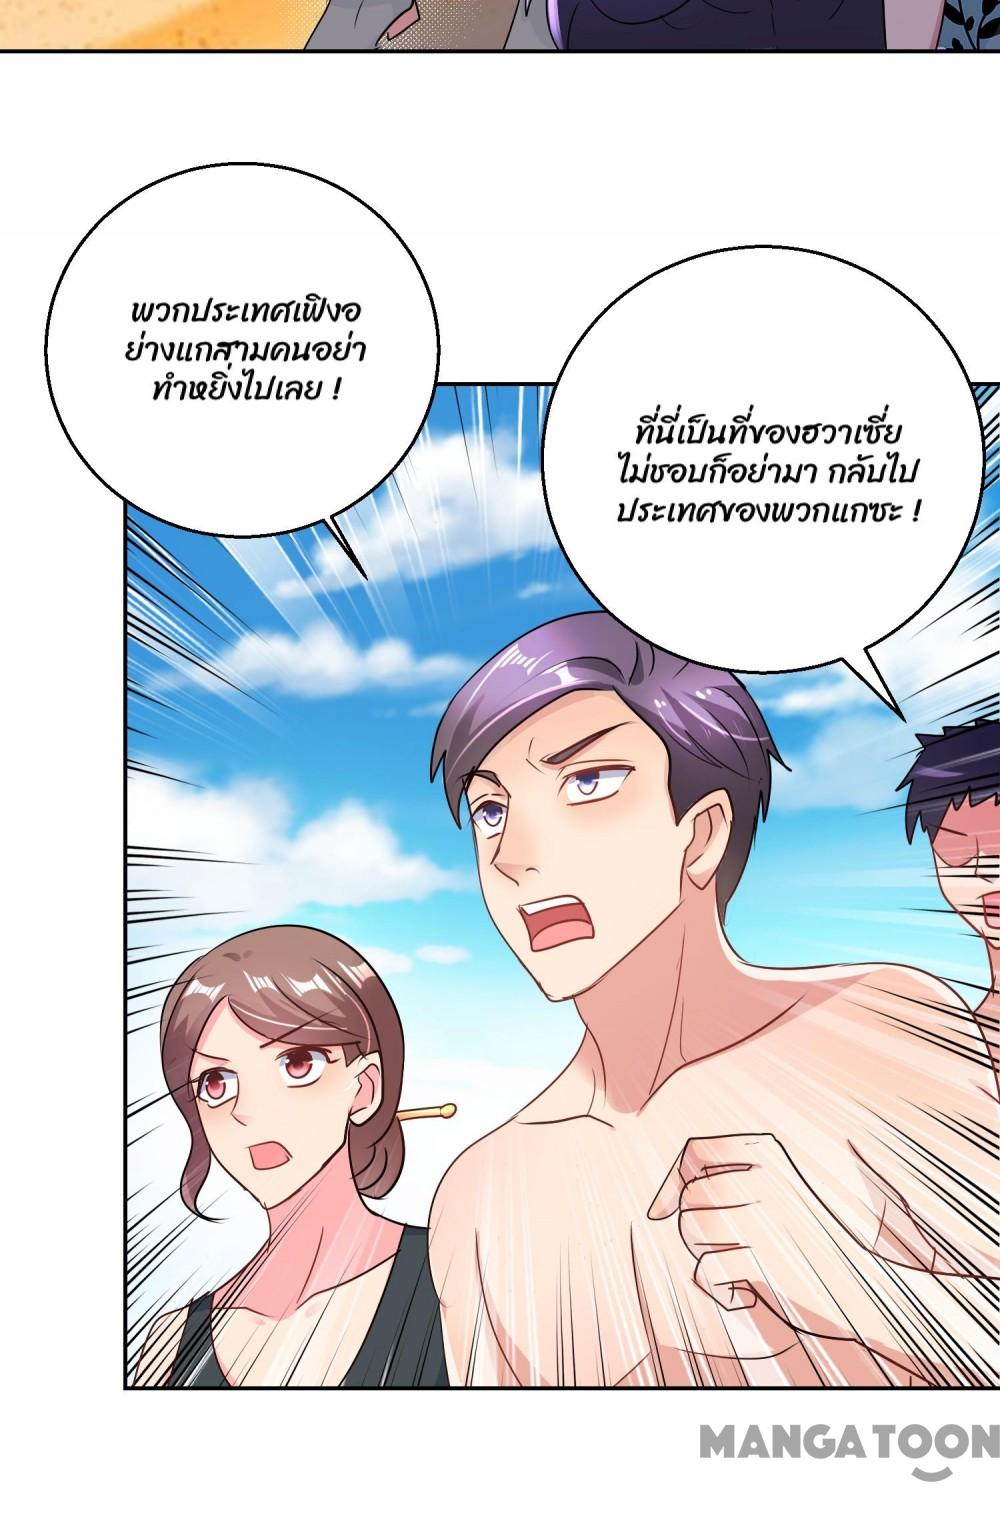 พวกประเทศเฟิงอ
ย่างแกสามคนอย่า
ทำหยิ่งไปเลย !
ที่นี่เป็นที่ของฮวาเซี่ย
ไม่ชอบก็อย่ามา กลับไป
ประเทศของพวกแกซะ !
MANGATOON